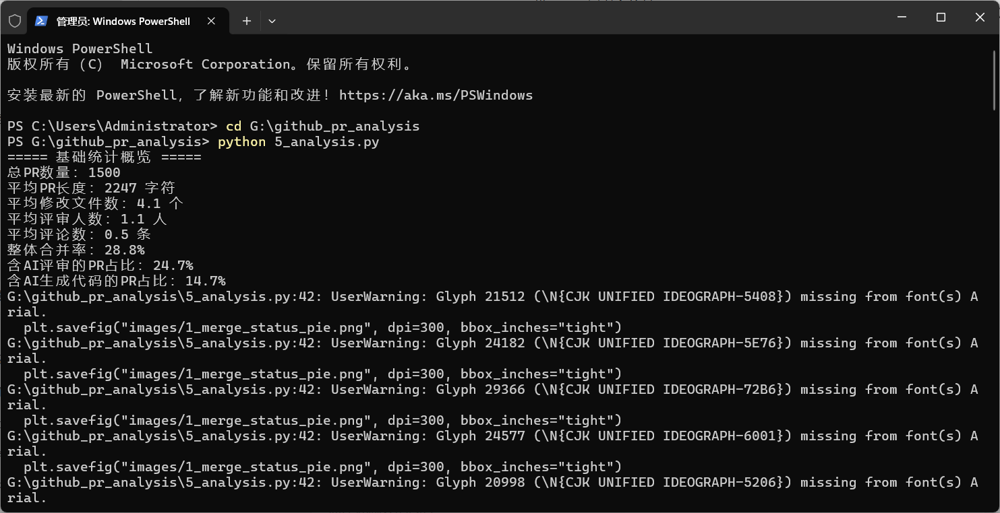 管理员: Windows PowerShell
Windows PowerShell
版权所有 (C) Microsoft Corporation。保留所有权利。
安装最新的 PowerShell，了解新功能和改进！https://aka.ms/PSWindows
PS C:\Users\Administrator> cd G:\github_pr_analysis
PS G:\github_pr_analysis> python 5_analysis.py
===== 基础统计概览 =====
总PR数量: 1500
平均PR长度: 2247 字符
平均修改文件数: 4.1 个
平均评审人数: 1.1 人
平均评论数: 0.5 条
整体合并率: 28.8%
含AI评审的PR占比: 24.7%
含AI生成代码的PR占比: 14.7%
G:\github_pr_analysis\5_analysis.py:42: UserWarning: Glyph 21512 (\N{CJK UNIFIED IDEOGRAPH-5408}) missing from font(s) A
rial.
  plt.savefig("images/1_merge_status_pie.png", dpi=300, bbox_inches="tight")
G:\github_pr_analysis\5_analysis.py:42: UserWarning: Glyph 24182 (\N{CJK UNIFIED IDEOGRAPH-5E76}) missing from font(s) A
rial.
  plt.savefig("images/1_merge_status_pie.png", dpi=300, bbox_inches="tight")
G:\github_pr_analysis\5_analysis.py:42: UserWarning: Glyph 29366 (\N{CJK UNIFIED IDEOGRAPH-72B6}) missing from font(s) A
rial.
  plt.savefig("images/1_merge_status_pie.png", dpi=300, bbox_inches="tight")
G:\github_pr_analysis\5_analysis.py:42: UserWarning: Glyph 24577 (\N{CJK UNIFIED IDEOGRAPH-6001}) missing from font(s) A
rial.
  plt.savefig("images/1_merge_status_pie.png", dpi=300, bbox_inches="tight")
G:\github_pr_analysis\5_analysis.py:42: UserWarning: Glyph 20998 (\N{CJK UNIFIED IDEOGRAPH-5206}) missing from font(s) A
rial.